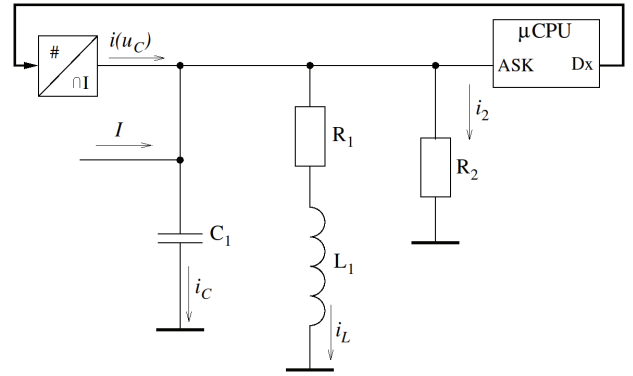 μCPU
#
∩I
i(u_C)
ASK
Dx
I
i_2
R_1
R_2
C_1
L_1
i_C
i_L